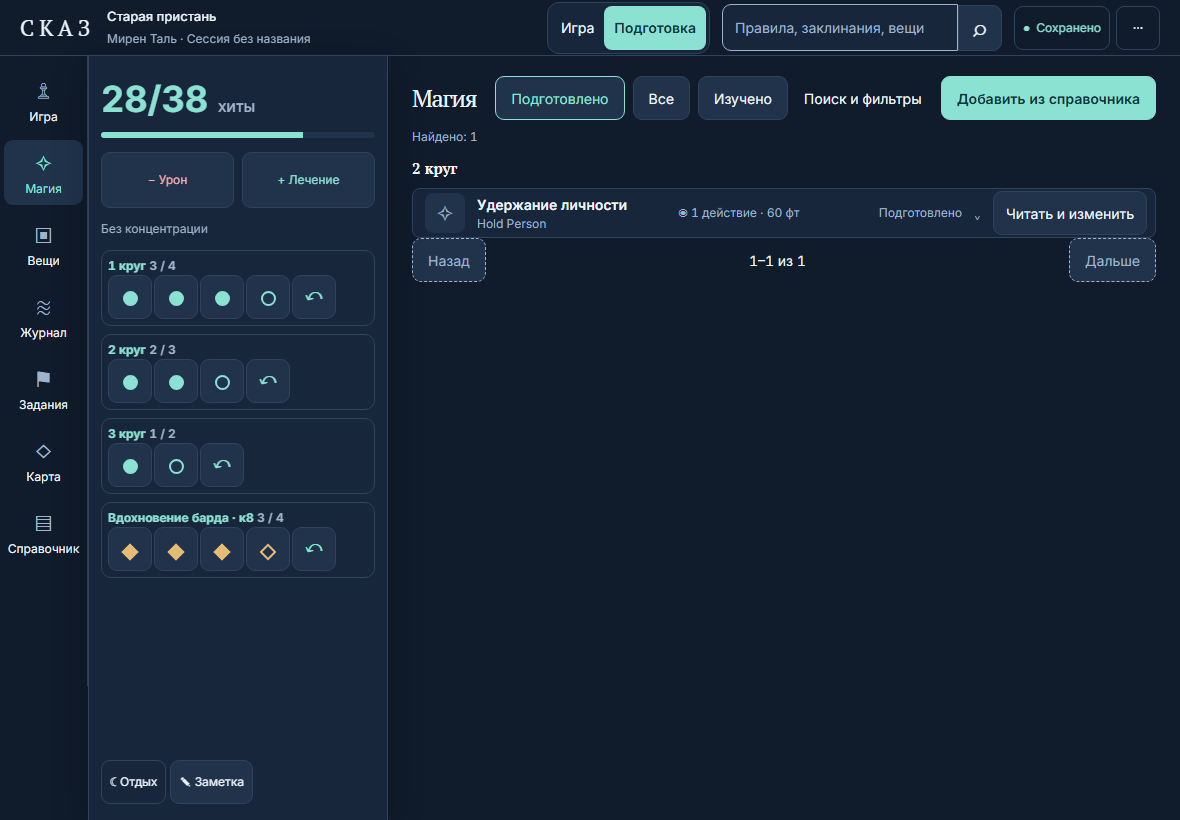 СКАЗ
Старая пристань
Мирен Таль · Сессия без названия
Игра
Подготовка
Правила, заклинания, вещи
Сохранено
···
Игра
Магия
Вещи
Журнал
Задания
Карта
Справочник
28/38 хиты
− Урон
+ Лечение
Без концентрации
1 круг 3 / 4
2 круг 2 / 3
3 круг 1 / 2
Вдохновение барда · к8 3 / 4
Отдых
Заметка
Магия
Подготовлено
Все
Изучено
Поиск и фильтры
Добавить из справочника
Найдено: 1
2 круг
Удержание личности
Hold Person
1 действие · 60 фт
Подготовлено
Читать и изменить
Назад
1–1 из 1
Дальше